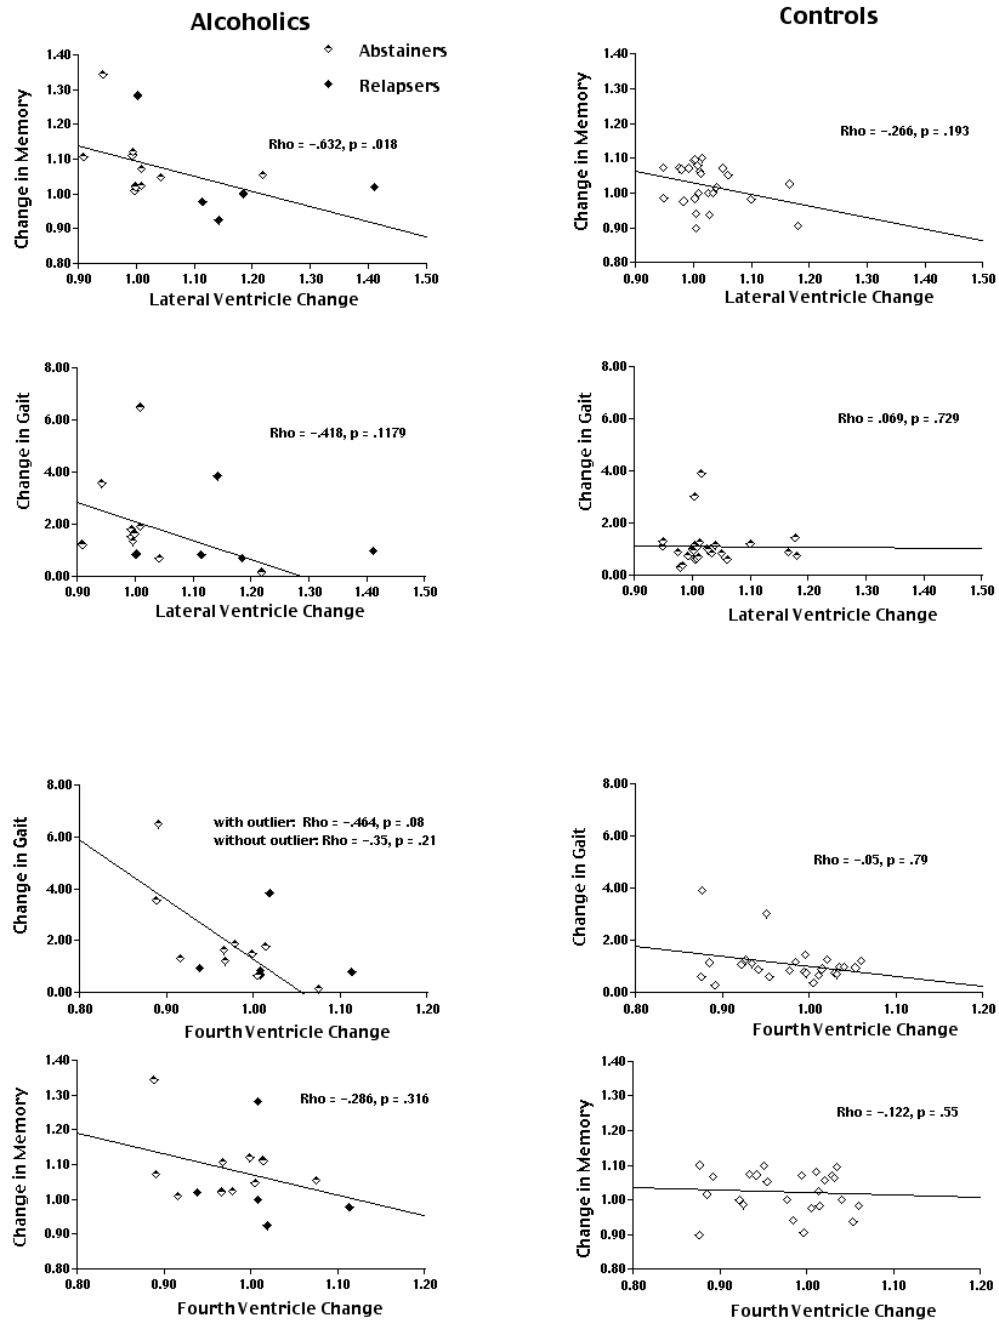 Alcoholics
Controls
Abstainers
Relapsers
Change in Memory
1.40
1.30
1.20
1.10
1.00
0.90
0.80
Rho = -.632, p = .018
0.90 1.00 1.10 1.20 1.30 1.40 1.50
Lateral Ventricle Change
Change in Memory
1.40
1.30
1.20
1.10
1.00
0.90
0.80
Rho = -.266, p = .193
0.90 1.00 1.10 1.20 1.30 1.40 1.50
Lateral Ventricle Change
Change in Gait
8.00
6.00
4.00
2.00
0.00
Rho = -.418, p = .1179
0.90 1.00 1.10 1.20 1.30 1.40 1.50
Lateral Ventricle Change
Change in Gait
8.00
6.00
4.00
2.00
0.00
Rho = .069, p = .729
0.90 1.00 1.10 1.20 1.30 1.40 1.50
Lateral Ventricle Change
Change in Gait
8.00
6.00
4.00
2.00
0.00
with outlier: Rho = -.464, p = .08
without outlier: Rho = -.35, p = .21
0.80 0.90 1.00 1.10 1.20
Fourth Ventricle Change
Change in Gait
8.00
6.00
4.00
2.00
0.00
Rho = -.05, p = .79
0.80 0.90 1.00 1.10 1.20
Fourth Ventricle Change
Change in Memory
1.40
1.30
1.20
1.10
1.00
0.90
0.80
Rho = -.286, p = .316
0.80 0.90 1.00 1.10 1.20
Fourth Ventricle Change
Change in Memory
1.40
1.30
1.20
1.10
1.00
0.90
0.80
Rho = -.122, p = .55
0.80 0.90 1.00 1.10 1.20
Fourth Ventricle Change